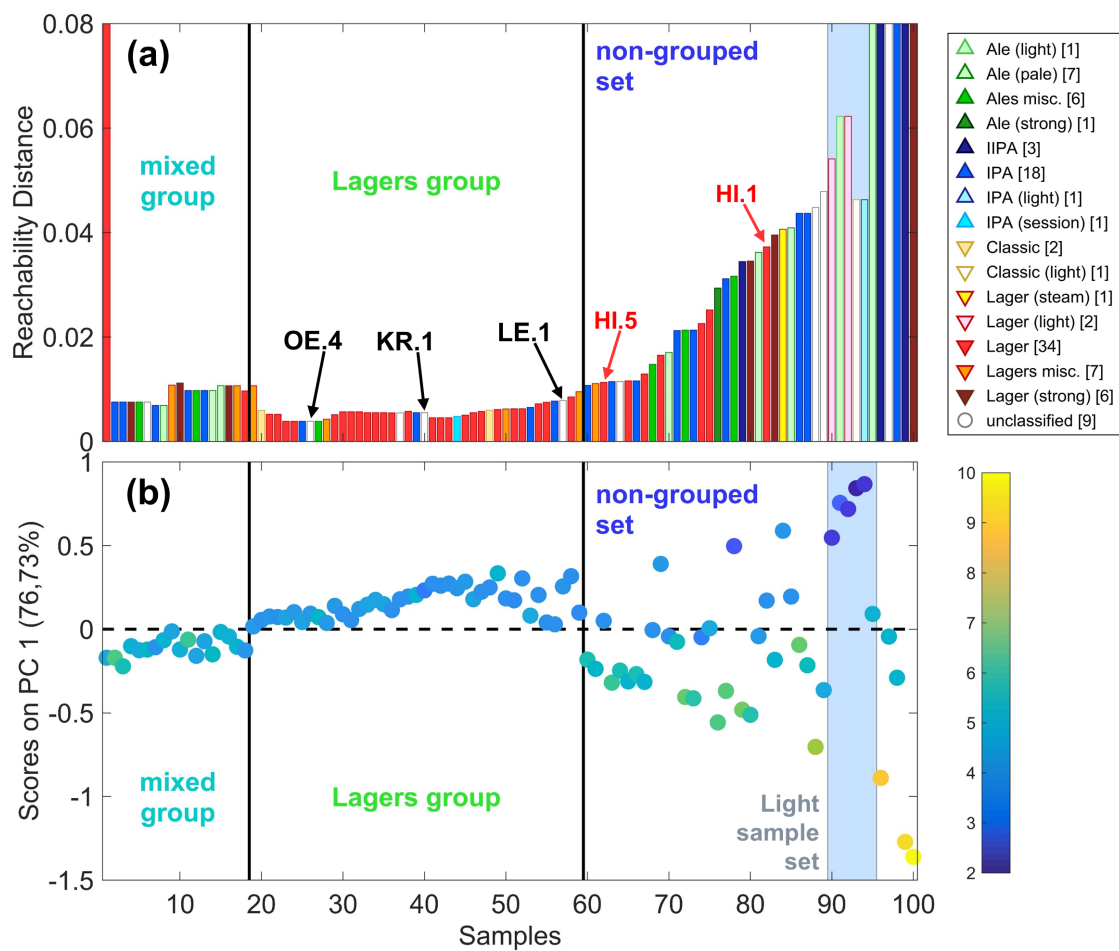 0.08
0.06
0.04
0.02
0
Reachability Distance
(a)
mixed
group
Lagers group
non-grouped
set
OE.4
KR.1
LE.1
HI.5
HI.1
Ale (light) [1]
Ale (pale) [7]
Ales misc. [6]
Ale (strong) [1]
IIPA [3]
IPA [18]
IPA (light) [1]
IPA (session) [1]
Classic [2]
Classic (light) [1]
Lager (steam) [1]
Lager (light) [2]
Lager [34]
Lagers misc. [7]
Lager (strong) [6]
unclassified [9]
1
0.5
0
-0.5
-1
-1.5
Scores on PC 1 (76,73%)
(b)
non-grouped
set
mixed
group
Lagers group
Light
sample
set
10 20 30 40 50 60 70 80 90 100
Samples
10
9
8
7
6
5
4
3
2